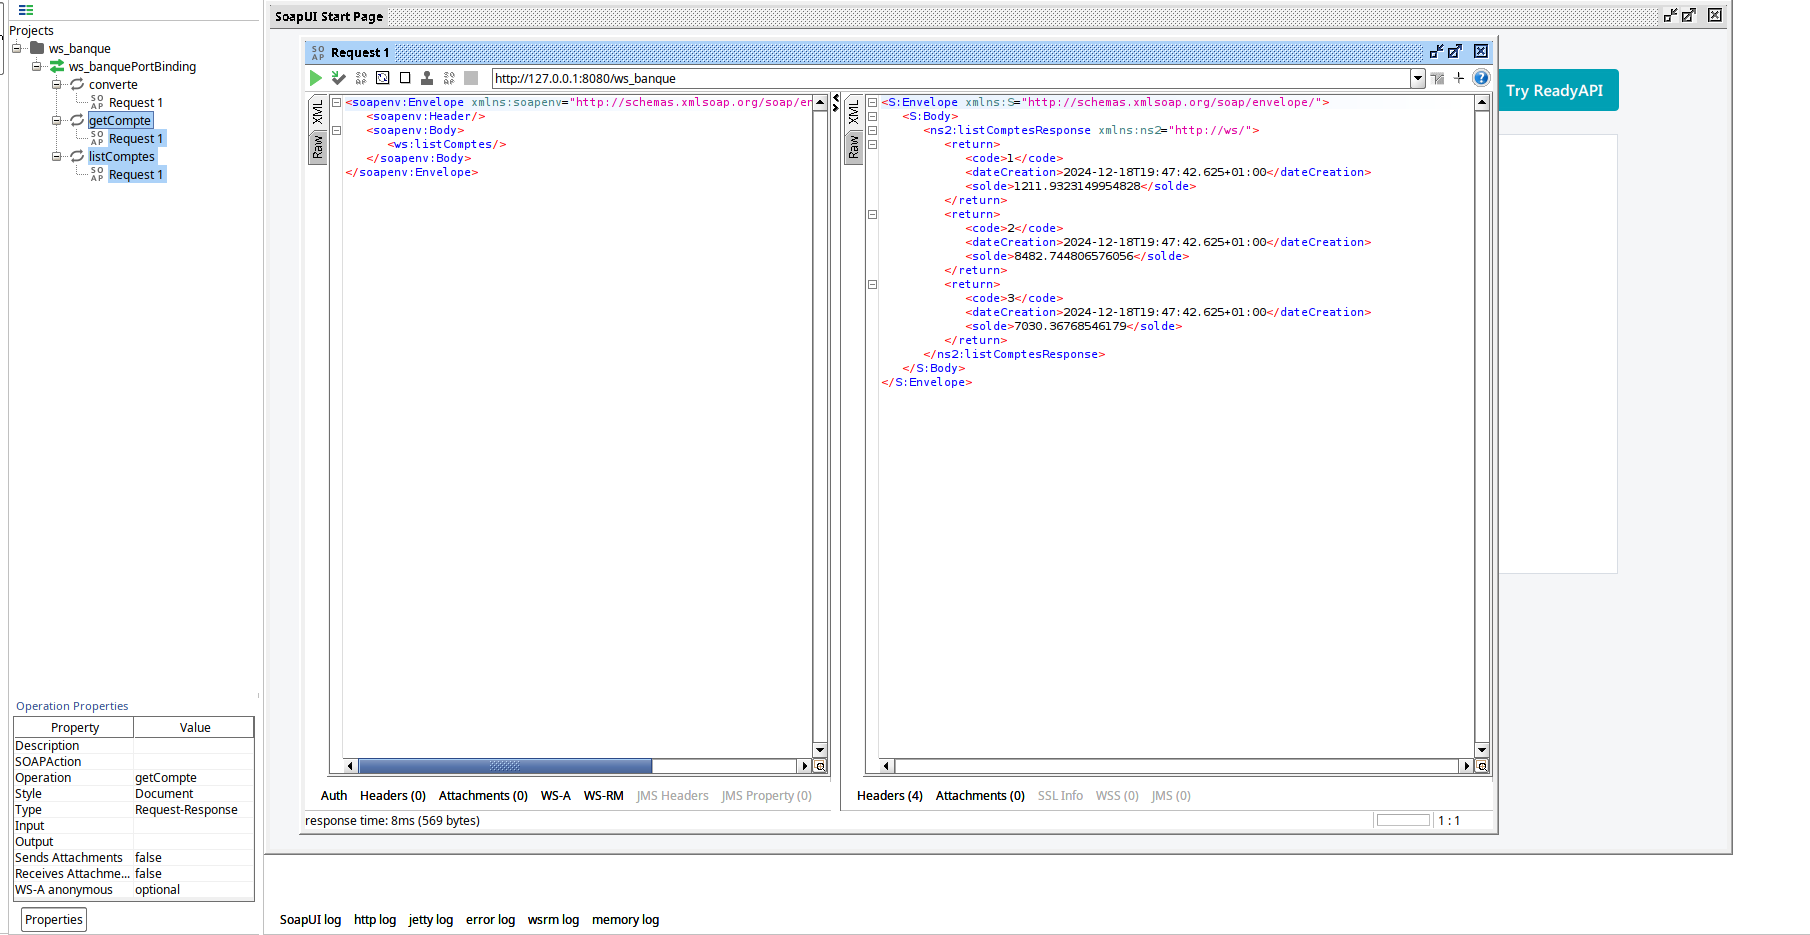 SoapUI Start Page
Projects
ws_banque
ws_banquePortBinding
converte
SO AP Request 1
getCompte
SO AP Request 1
listComptes
SO AP Request 1
SO AP Request 1
http://127.0.0.1:8080/ws_banque
Try ReadyAPI
XML
Raw
<soapenv:Envelope xmlns:soapenv="http://schemas.xmlsoap.org/soap/er
<soapenv:Header/>
<soapenv:Body>
<ws:listComptes/>
</soapenv:Body>
</soapenv:Envelope>
XML
Raw
<S:Envelope xmlns:S="http://schemas.xmlsoap.org/soap/envelope/">
<S:Body>
<ns2:listComptesResponse xmlns:ns2="http://ws/">
<return>
<code>1</code>
<dateCreation>2024-12-18T19:47:42.625+01:00</dateCreation>
<solde>1211.9323149954828</solde>
</return>
<return>
<code>2</code>
<dateCreation>2024-12-18T19:47:42.625+01:00</dateCreation>
<solde>8482.744806576056</solde>
</return>
<return>
<code>3</code>
<dateCreation>2024-12-18T19:47:42.625+01:00</dateCreation>
<solde>7030.36768546179</solde>
</return>
</ns2:listComptesResponse>
</S:Body>
</S:Envelope>
Auth Headers (0) Attachments (0) WS-A WS-RM JMS Headers JMS Property (0)
Headers (4) Attachments (0) SSL Info WSS (0) JMS (0)
response time: 8ms (569 bytes)
1 : 1
Operation Properties
Property Value
Description
SOAPAction
Operation getCompte
Style Document
Type Request-Response
Input
Output
Sends Attachments false
Receives Attachme... false
WS-A anonymous optional
Properties
SoapUI log http log jetty log error log wsrm log memory log